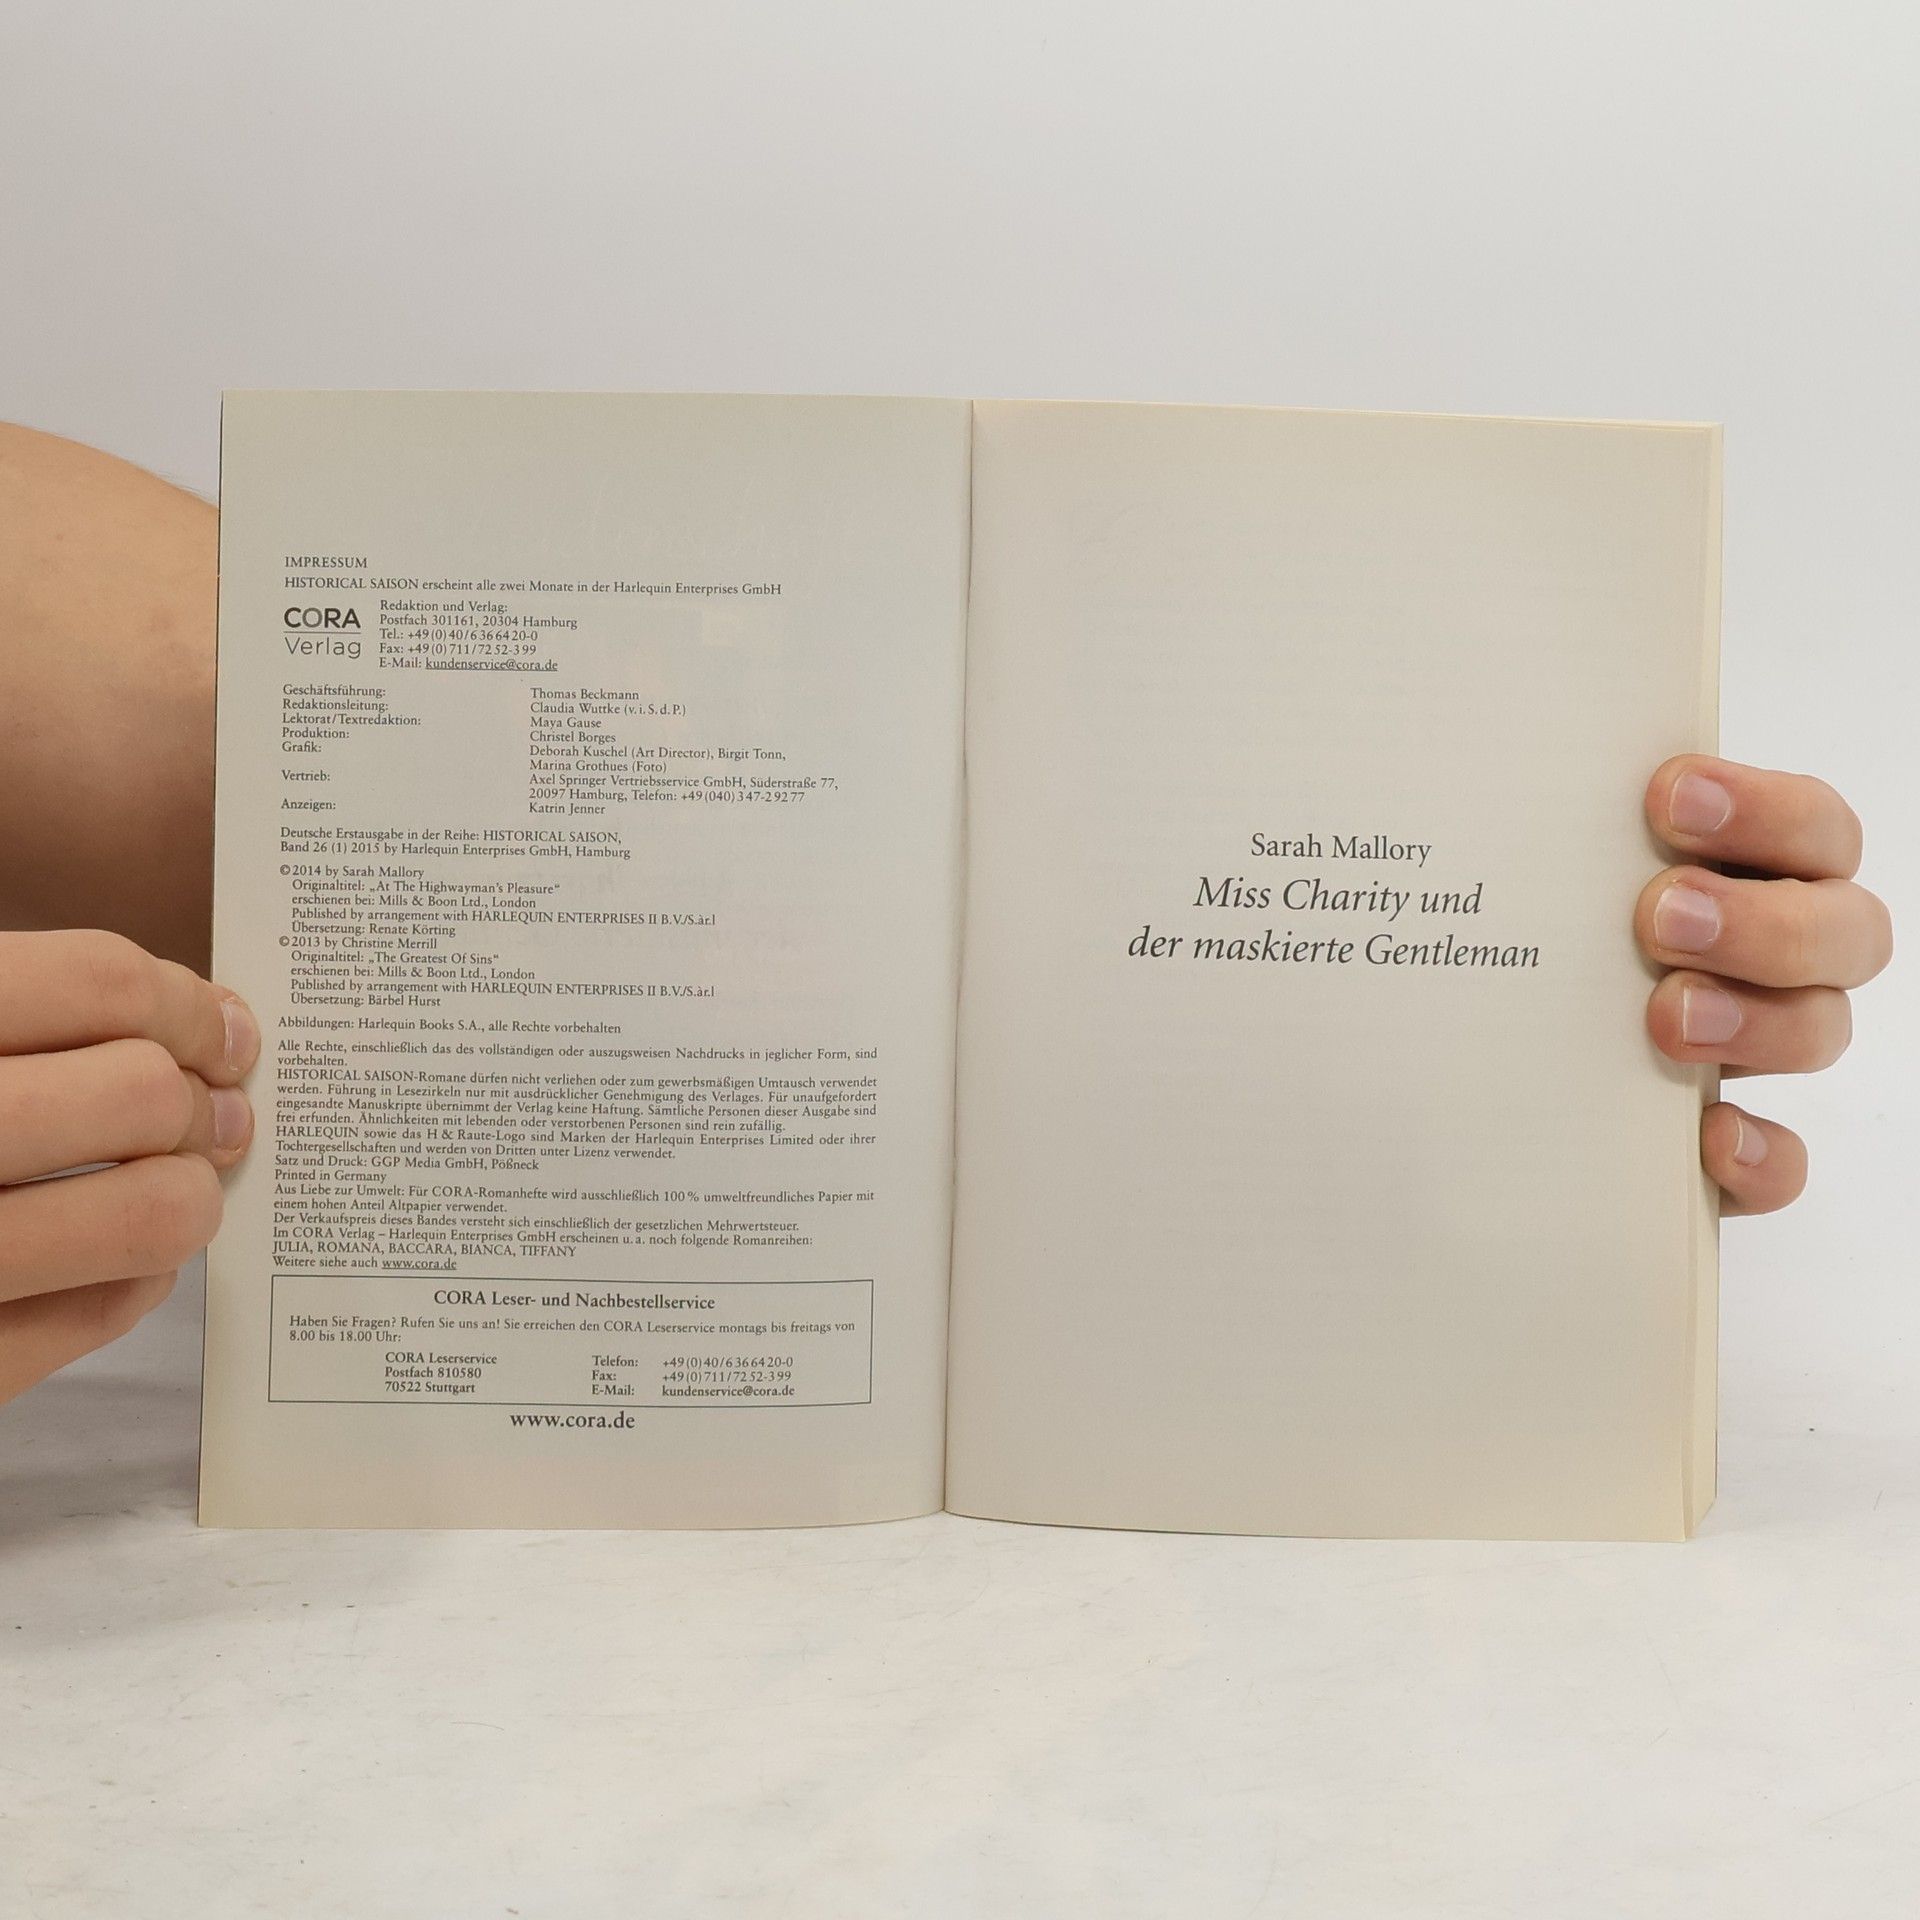 IMPRESSUM
HISTORICAL SAISON erscheint alle zwei Monate in der Harlequin Enterprises GmbH
CORA
Verlag
Redaktion und Verlag:
Postfach 301161, 20304 Hamburg
Tel.: +49(0)40/6366420-0
Fax: +49(0)711/7252-399
E-Mail: kundenservice@cora.de
Geschäftsführung: Thomas Beckmann
Redaktionsleitung: Claudia Wuttke (v.i.S.d.P.)
Lektorat/Textredaktion: Maya Gause
Produktion: Christel Borges
Grafik: Deborah Kuschel (Art Director), Birgit Tonn,
Marina Grothues (Foto)
Vertrieb: Axel Springer Vertriebsservice GmbH, Süderstraße 77,
20097 Hamburg, Telefon: +49(040)347-29277
Anzeigen: Katrin Jenner
Deutsche Erstausgabe in der Reihe: HISTORICAL SAISON,
Band 26 (1) 2015 by Harlequin Enterprises GmbH, Hamburg
©2014 by Sarah Mallory
Originaltitel: „At The Highwayman's Pleasure“
erschienen bei: Mills & Boon Ltd., London
Published by arrangement with HARLEQUIN ENTERPRISES II B.V./S.àr.l
Übersetzung: Renate Körting
©2013 by Christine Merrill
Originaltitel: „The Greatest Of Sins“
erschienen bei: Mills & Boon Ltd., London
Published by arrangement with HARLEQUIN ENTERPRISES II B.V./S.àr.l
Übersetzung: Bärbel Hurst
Abbildungen: Harlequin Books S.A., alle Rechte vorbehalten
Alle Rechte, einschließlich das des vollständigen oder auszugsweisen Nachdrucks in jeglicher Form, sind
vorbehalten.
HISTORICAL SAISON-Romane dürfen nicht verliehen oder zum gewerbsmäßigen Umtausch verwendet
werden. Führung in Lesezirkeln nur mit ausdrücklicher Genehmigung des Verlages. Für unaufgefordert
eingesandte Manuskripte übernimmt der Verlag keine Haftung. Sämtliche Personen dieser Ausgabe sind
frei erfunden. Ähnlichkeiten mit lebenden oder verstorbenen Personen sind rein zufällig.
HARLEQUIN sowie das H & Raute-Logo sind Marken der Harlequin Enterprises Limited oder ihrer
Tochtergesellschaften und werden von Dritten unter Lizenz verwendet.
Satz und Druck: GGP Media GmbH, Pößneck
Printed in Germany
Aus Liebe zur Umwelt: Für CORA-Romanhefte wird ausschließlich 100% umweltfreundliches Papier mit
einem hohen Anteil Altpapier verwendet.
Der Verkaufspreis dieses Bandes versteht sich einschließlich der gesetzlichen Mehrwertsteuer.
Im CORA Verlag – Harlequin Enterprises GmbH erscheinen u.a. noch folgende Romanreihen:
JULIA, ROMANA, BACCARA, BIANCA, TIFFANY
Weitere siehe auch www.cora.de
CORA Leser- und Nachbestellservice
Haben Sie Fragen? Rufen Sie uns an! Sie erreichen den CORA Leserservice montags bis freitags von
8.00 bis 18.00 Uhr:
CORA Leserservice
Postfach 810580
70522 Stuttgart
Telefon: +49(0)40/6366420-0
Fax: +49(0)711/7252-399
E-Mail: kundenservice@cora.de
www.cora.de
Sarah Mallory
Miss Charity und
der maskierte Gentleman